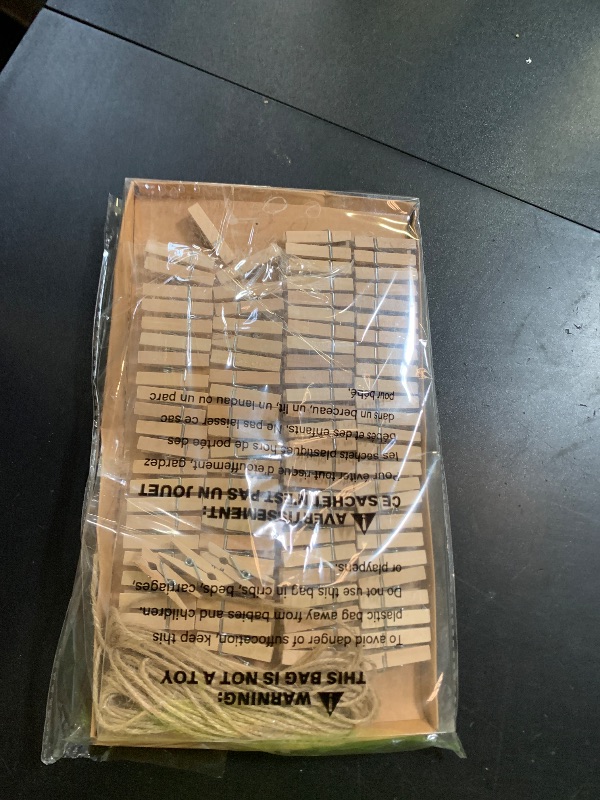 WARNING:
THIS BAG IS NOT A TOY
To avoid danger of suffocation, keep this
plastic bag away from babies and children.
Do not use this bag in cribs, beds, carriages,
or playpens.
AVERTISSEMENT:
CE SACHET N'EST PAS UN JOUET
Pour éviter tout risque d'étouffement, gardez
les sachets plastiques hors de portée des
bébés et des enfants. Ne pas laisser ce sac
dans un berceau, un lit, un landau ou un parc
pour bébé.